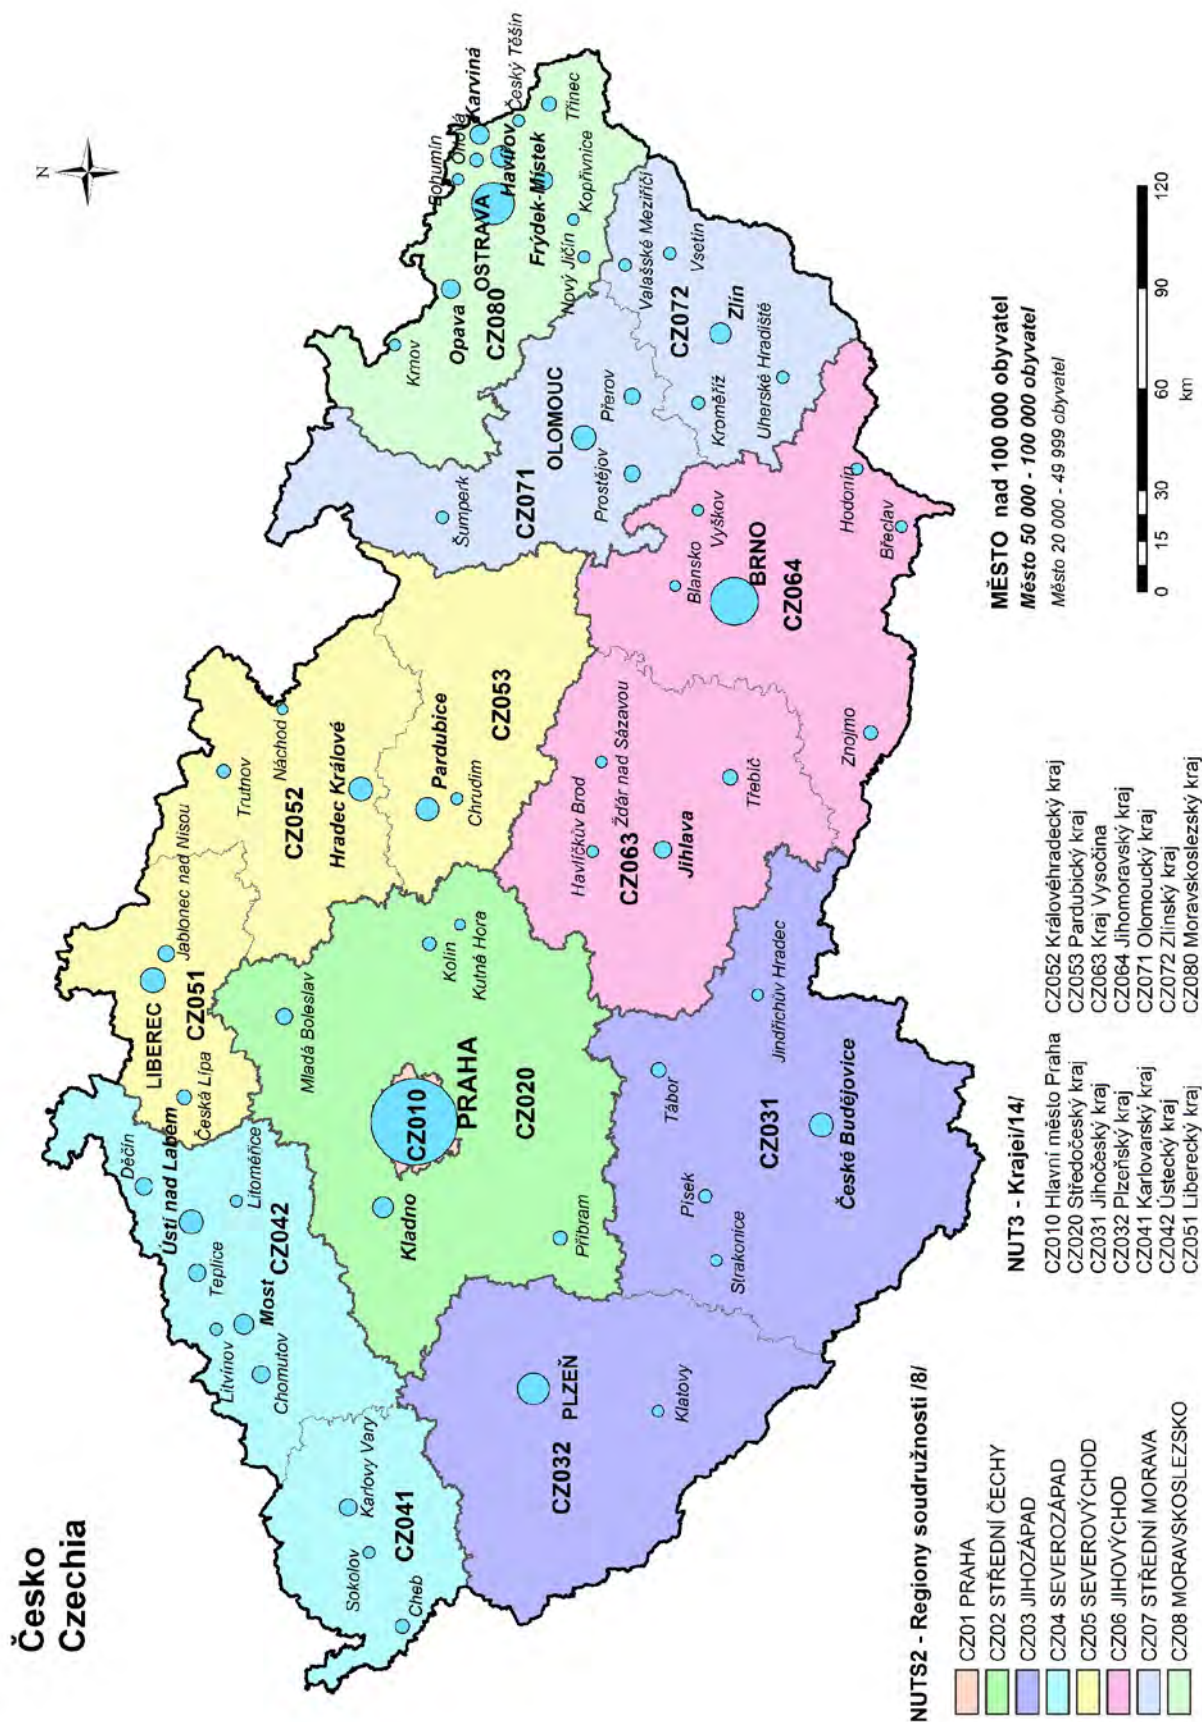 Česko
Czechia
N
Děčín
Ústí nad Labem
Teplice
Litoměřice
Litvínov
Most
CZ042
Chomutov
Karlovy Vary
Sokolov
CZ041
Cheb
LIBEREC
Jablonec nad Nisou
CZ051
Česká Lípa
Trutnov
Náchod
CZ052
Hradec Králové
Pardubice
Chrudim
CZ053
Mladá Boleslav
Kolín
Kutná Hora
CZ010
PRAHA
CZ020
Kladno
Příbram
PLZEŇ
CZ032
Klatovy
Tábor
Písek
Strakonice
CZ031
Jindřichův Hradec
České Budějovice
Havlíčkův Brod
Žďár nad Sázavou
CZ063
Jihlava
Třebíč
Blansko
Vyškov
BRNO
CZ064
Znojmo
Hodonín
Břeclav
Šumperk
CZ071
OLOMOUC
Prostějov
Přerov
Krnov
Opava
CZ080
OSTRAVA
Bohumín
Karviná
Havířov
Český Těšín
Třinec
Frýdek-Místek
Kopřivnice
Nový Jičín
Valašské Meziříčí
Vsetín
CZ072
Zlín
Kroměříž
Uherské Hradiště
MĚSTO nad 100 000 obyvatel
Město 50 000 - 100 000 obyvatel
Město 20 000 - 49 999 obyvatel
0 15 30 60 90 120
km
NUTS2 - Regiony soudružnosti /8/
CZ01 PRAHA
CZ02 STŘEDNÍ ČECHY
CZ03 JIHOZÁPAD
CZ04 SEVEROZÁPAD
CZ05 SEVEROVÝCHOD
CZ06 JIHOVÝCHOD
CZ07 STŘEDNÍ MORAVA
CZ08 MORAVSKOSLEZSKO
NUT3 - Krajei/14/
CZ010 Hlavní město Praha
CZ020 Středočeský kraj
CZ031 Jihočeský kraj
CZ032 Plzeňský kraj
CZ041 Karlovarský kraj
CZ042 Ústecký kraj
CZ051 Liberecký kraj
CZ052 Královéhradecký kraj
CZ053 Pardubický kraj
CZ063 Kraj Vysočina
CZ064 Jihomoravský kraj
CZ071 Olomoucký kraj
CZ072 Zlínský kraj
CZ080 Moravskoslezský kraj